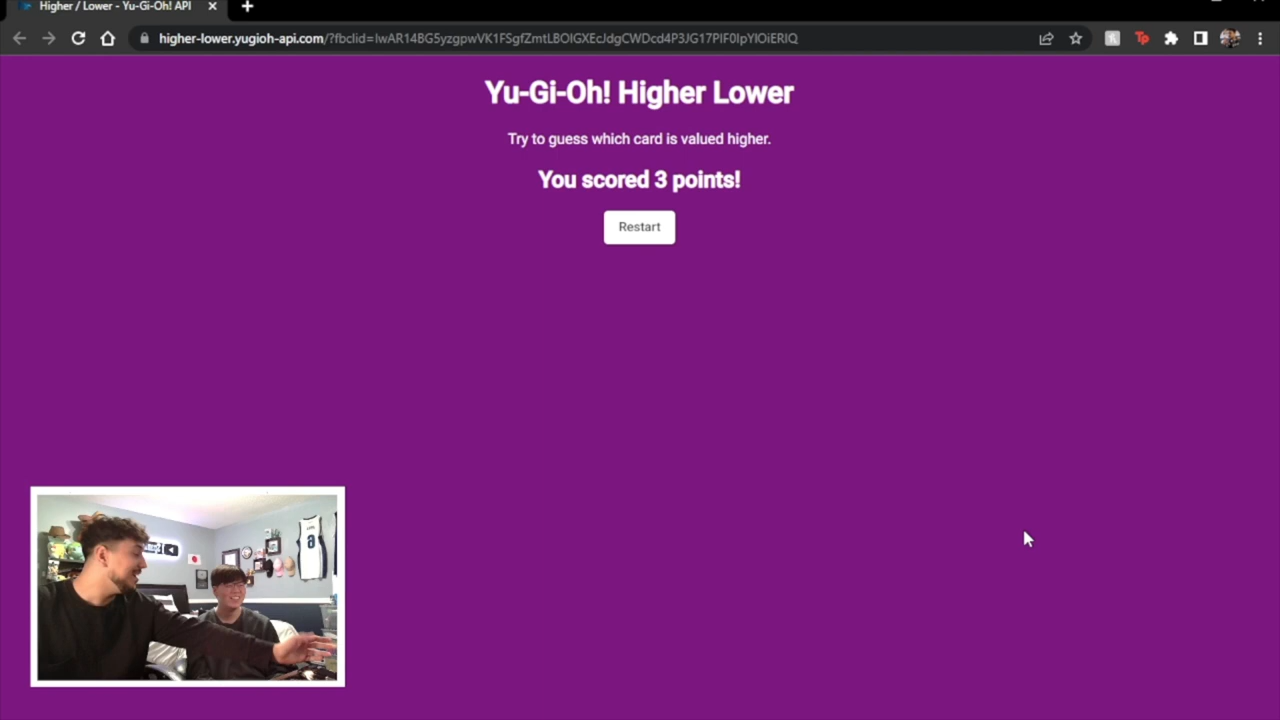 Higher / Lower - Yu-Gi-Oh! API
higher-lower.yugioh-api.com/?fbclid=IwAR14BG5yzgpwVK1FSgfZmtLBOIGXEcJdgCWDcd4P3JG17PIF0IpYIOiERIQ
Yu-Gi-Oh! Higher Lower
Try to guess which card is valued higher.
You scored 3 points!
Restart